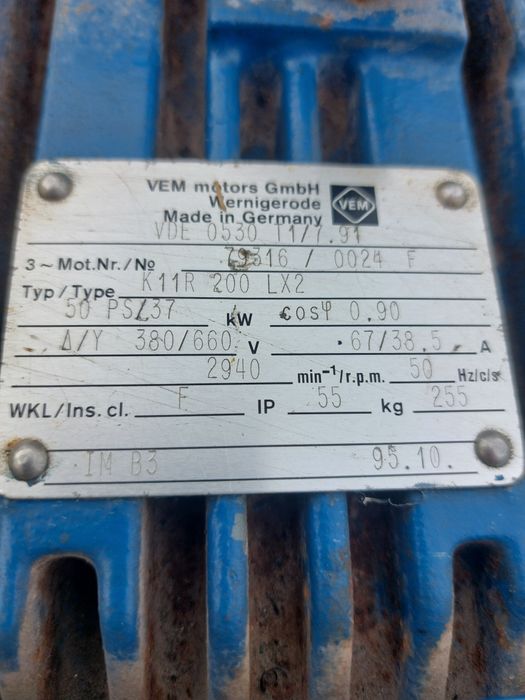 VEM motors GmbH
Wernigerode
Made in Germany
VEM
VDE 0530 T1/7.91
3~Mot.Nr./No 79316 / 0024 F
Typ/Type K11R 200 LX2
50 PS/37 kW cosφ 0.90
Δ/Y 380/660 V 67/38.5 A
2940 min⁻¹/r.p.m. 50 Hz/c/s
WKL/Ins. cl. F IP 55 kg 255
IM B3 95.10.